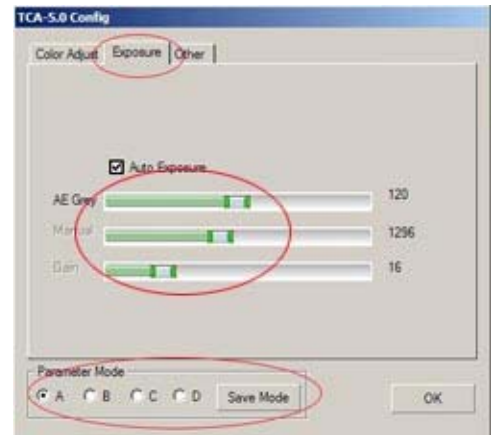 TCA-5.0 Config
Color Adjust Exposure Other
Auto Exposure
AE Grey 120
Manual 1296
Gain 16
Parameter Mode
A B C D Save Mode OK